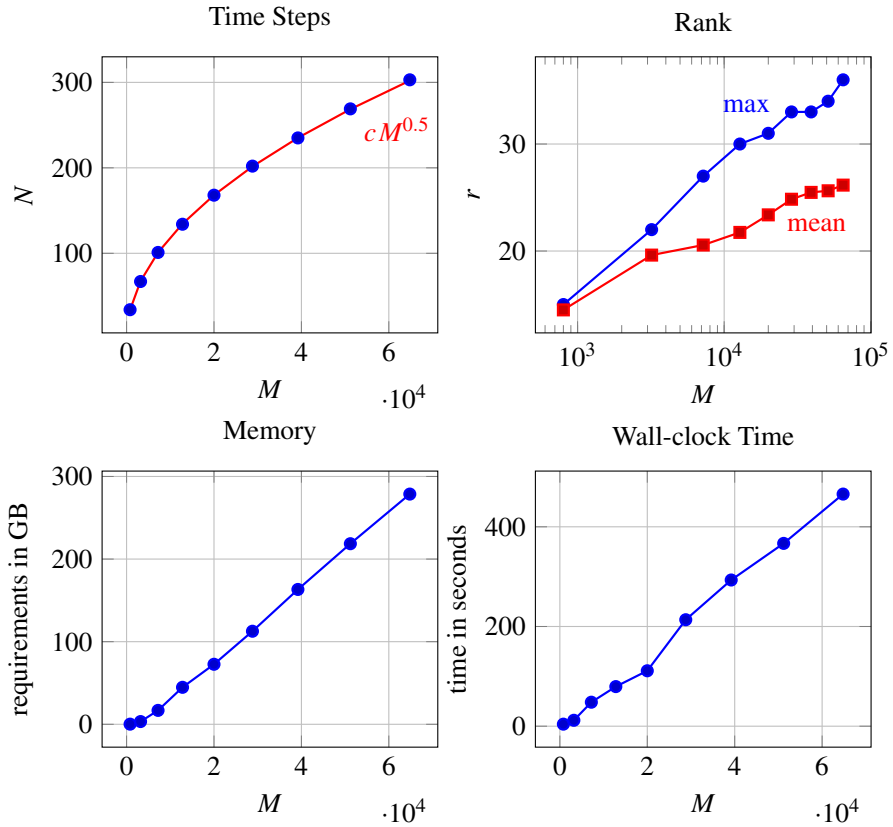 Time Steps
300
200
100
N
cM^0.5
0 2 4 6
M
·10^4
Rank
30
20
r
max
mean
10^3 10^4 10^5
M
Memory
300
200
100
0
requirements in GB
0 2 4 6
M
·10^4
Wall-clock Time
400
200
0
time in seconds
0 2 4 6
M
·10^4